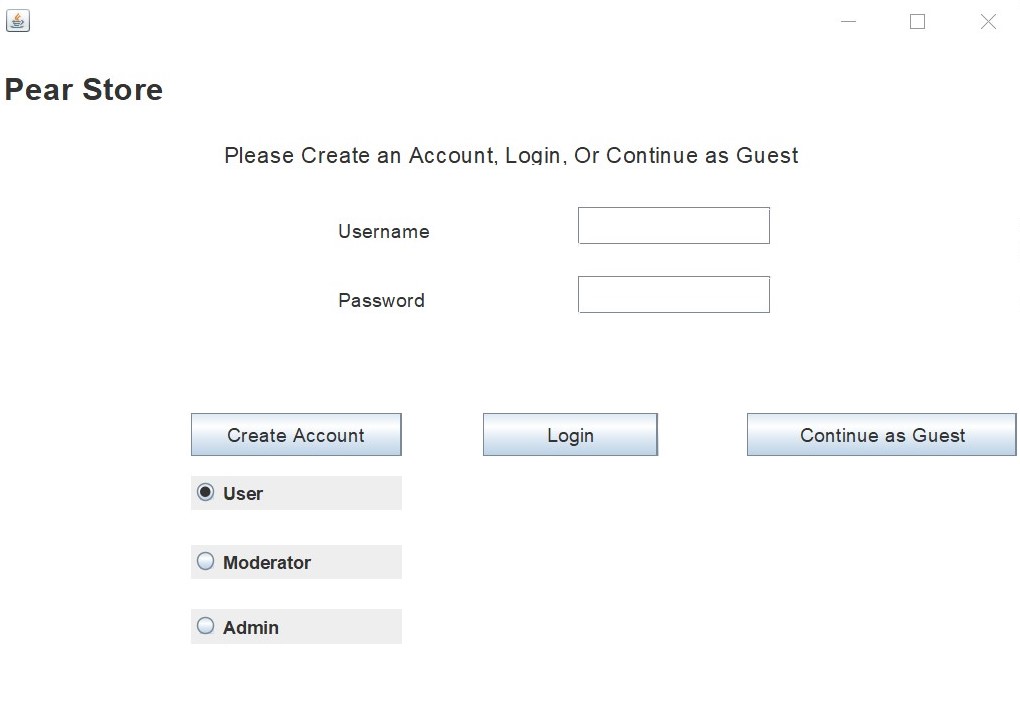 Pear Store
Please Create an Account, Login, Or Continue as Guest
Username
Password
Create Account Login Continue as Guest
User
Moderator
Admin